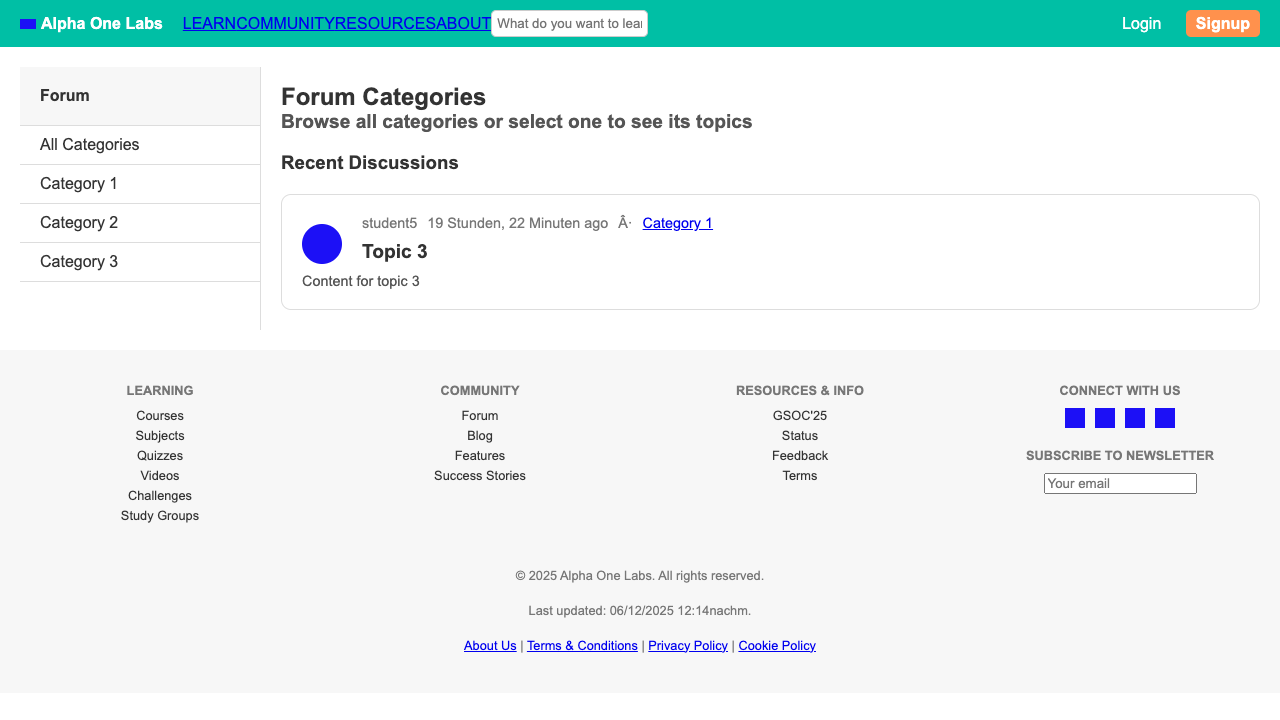 Alpha One Labs LEARNCOMMUNITYRESOURCESABOUT What do you want to lear Login Signup
Forum
All Categories
Category 1
Category 2
Category 3
Forum Categories
Browse all categories or select one to see its topics
Recent Discussions
student5 19 Stunden, 22 Minuten ago Â· Category 1
Topic 3
Content for topic 3
LEARNING
Courses
Subjects
Quizzes
Videos
Challenges
Study Groups
COMMUNITY
Forum
Blog
Features
Success Stories
RESOURCES & INFO
GSOC'25
Status
Feedback
Terms
CONNECT WITH US
SUBSCRIBE TO NEWSLETTER
Your email
© 2025 Alpha One Labs. All rights reserved.
Last updated: 06/12/2025 12:14nachm.
About Us | Terms & Conditions | Privacy Policy | Cookie Policy